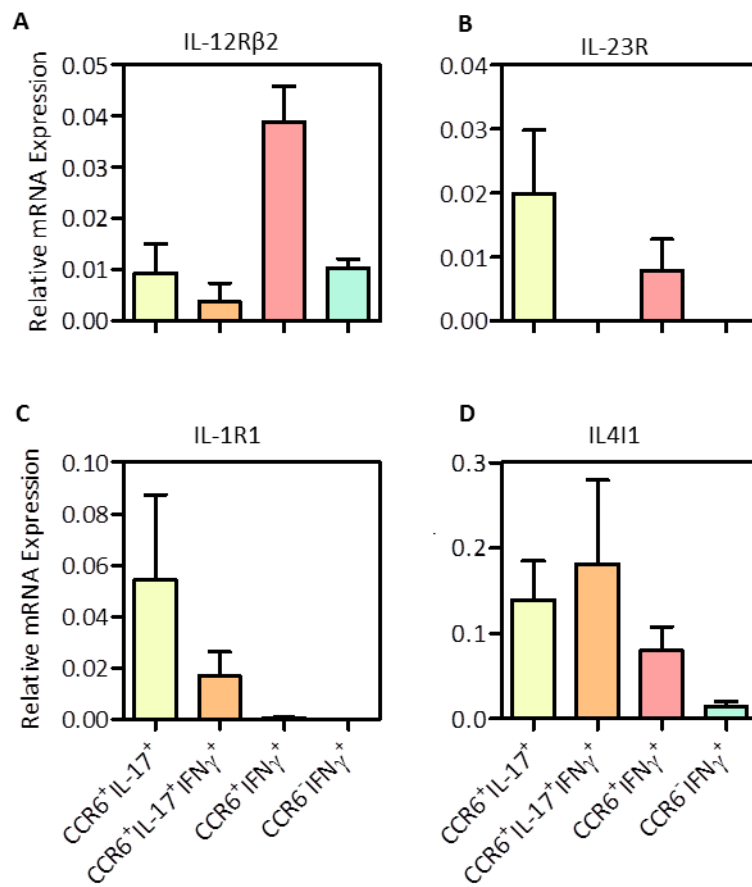 A
IL-12Rβ2
Relative mRNA Expression
0.05
0.04
0.03
0.02
0.01
0.00
B
IL-23R
0.04
0.03
0.02
0.01
0.00
C
IL-1R1
Relative mRNA Expression
0.10
0.08
0.06
0.04
0.02
0.00
CCR6⁺IL-17⁺
CCR6⁺IL-17⁺IFNγ⁺
CCR6⁺IFNγ⁺
CCR6⁻IFNγ⁺
D
IL4I1
0.3
0.2
0.1
0.0
CCR6⁺IL-17⁺
CCR6⁺IL-17⁺IFNγ⁺
CCR6⁺IFNγ⁺
CCR6⁻IFNγ⁺